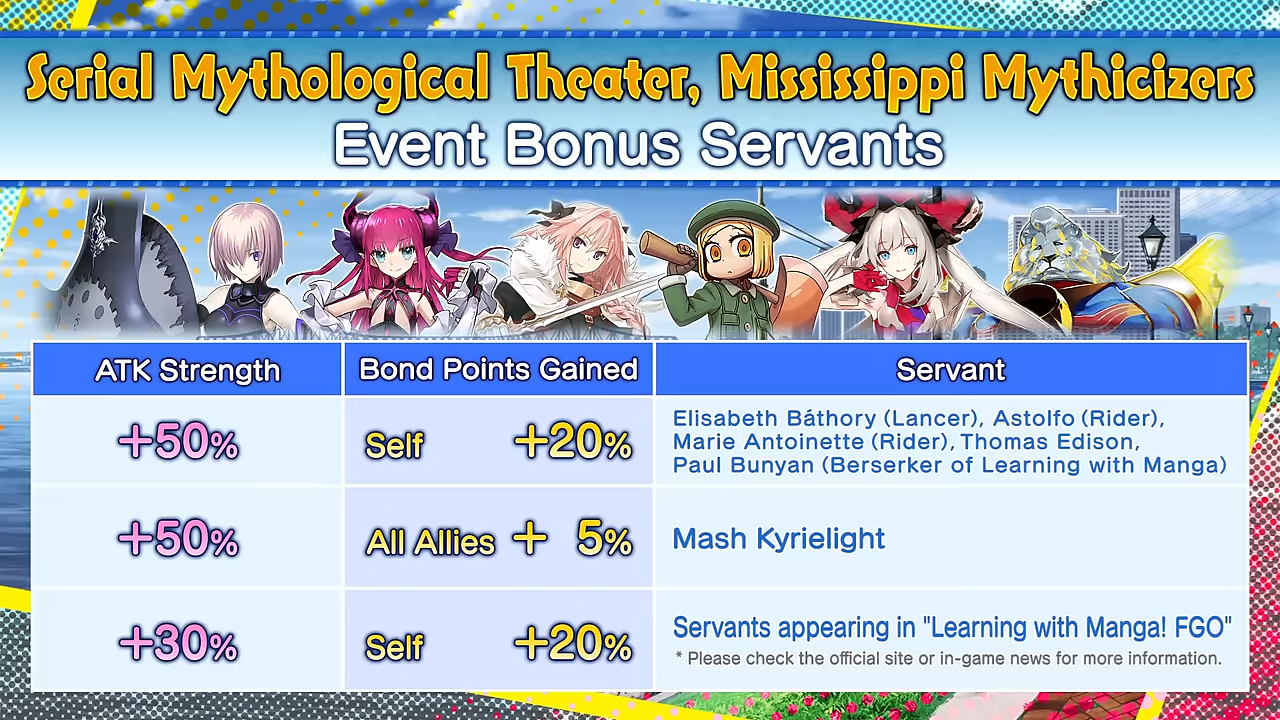 Serial Mythological Theater, Mississippi Mythicizers
Event Bonus Servants
ATK Strength
Bond Points Gained
Servant
+50%
Self +20%
Elisabeth Báthory (Lancer), Astolfo (Rider),
Marie Antoinette (Rider), Thomas Edison,
Paul Bunyan (Berserker of Learning with Manga)
+50%
All Allies + 5%
Mash Kyrielight
+30%
Self +20%
Servants appearing in "Learning with Manga! FGO"
* Please check the official site or in-game news for more information.